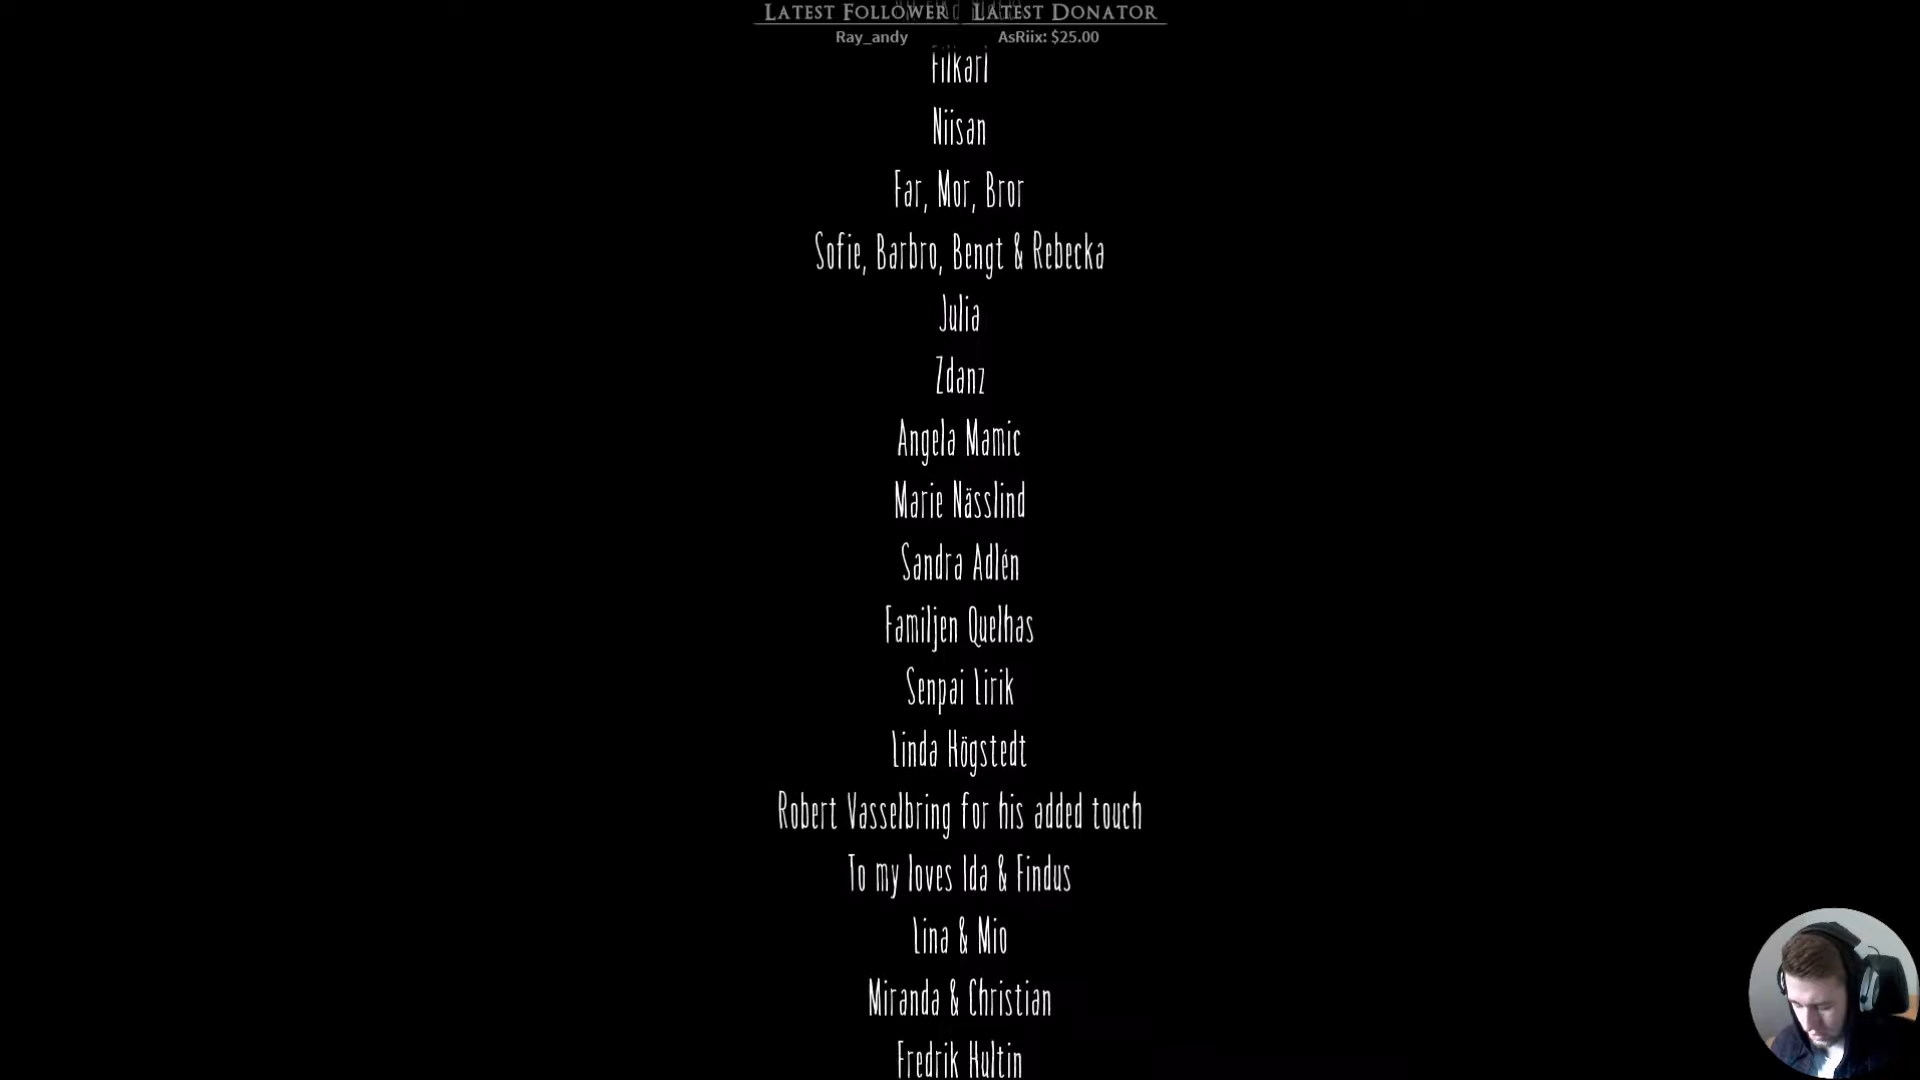 Latest Follower Latest Donator
Ray_andy AsRiix: $25.00
Filkarl
Niisan
Far, Mor, Bror
Sofie, Barbro, Bengt & Rebecka
Julia
Zdanz
Angela Mamic
Marie Nässlind
Sandra Adlén
Familjen Quelhas
Senpai Lirik
Linda Högstedt
Robert Vasselbring for his added touch
To my loves Ida & Findus
Lina & Mio
Miranda & Christian
Fredrik Hultin